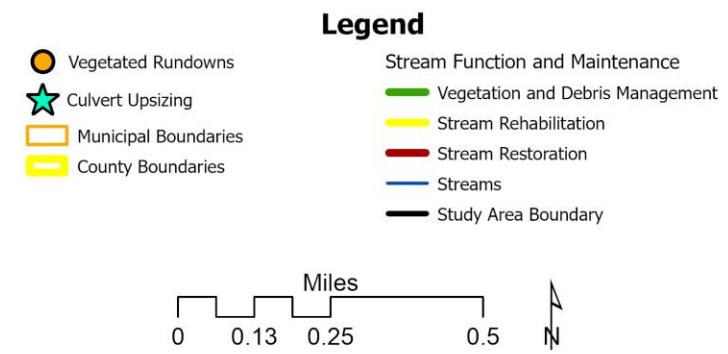 Legend
Vegetated Rundowns
Culvert Upsizing
Municipal Boundaries
County Boundaries
Stream Function and Maintenance
Vegetation and Debris Management
Stream Rehabilitation
Stream Restoration
Streams
Study Area Boundary
Miles
0 0.13 0.25 0.5
N